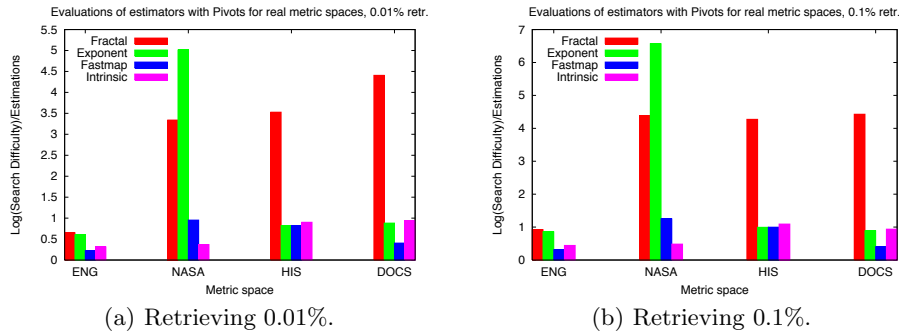 Evaluations of estimators with Pivots for real metric spaces, 0.01% retr.
Log(Search Difficulty)/Estimations
5.5
5
4.5
4
3.5
3
2.5
2
1.5
1
0.5
0
Fractal
Exponent
Fastmap
Intrinsic
ENG NASA HIS DOCS
Metric space
(a) Retrieving 0.01%.
Evaluations of estimators with Pivots for real metric spaces, 0.1% retr.
Log(Search Difficulty)/Estimations
7
6
5
4
3
2
1
0
Fractal
Exponent
Fastmap
Intrinsic
ENG NASA HIS DOCS
Metric space
(b) Retrieving 0.1%.